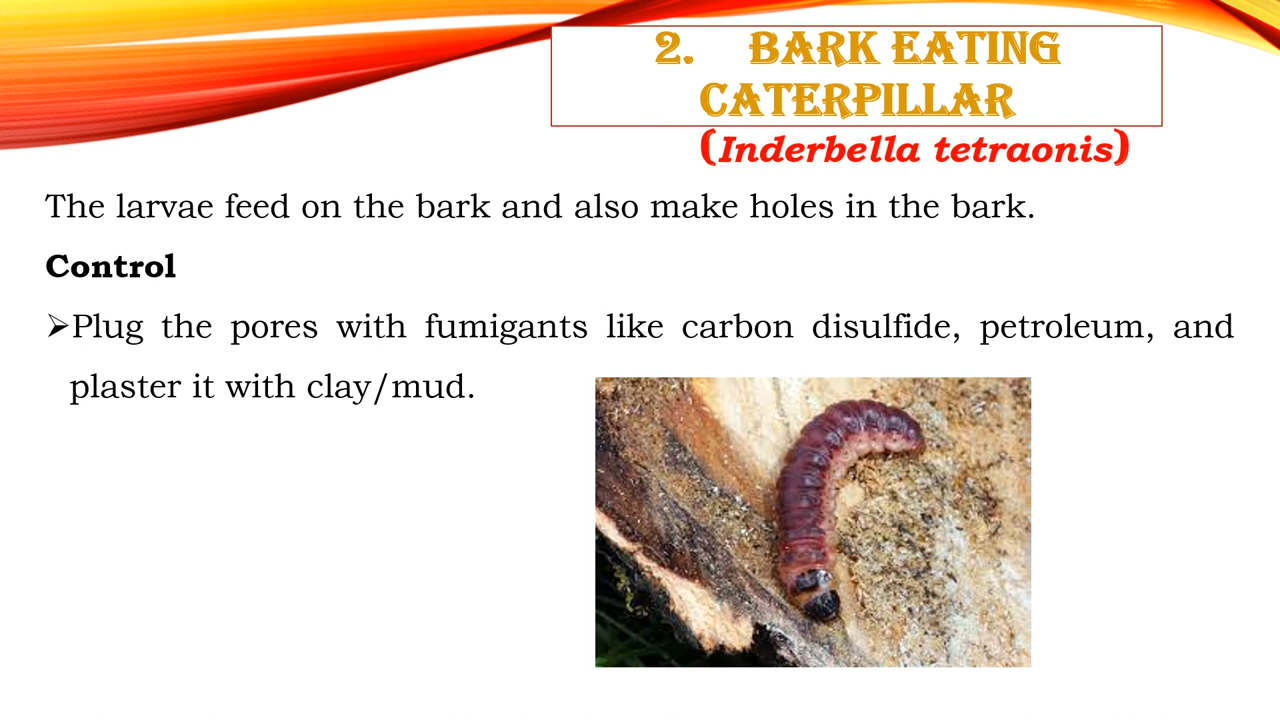 2. BARK EATING
CATERPILLAR
(Inderbella tetraonis)
The larvae feed on the bark and also make holes in the bark.
Control
➢Plug the pores with fumigants like carbon disulfide, petroleum, and
plaster it with clay/mud.